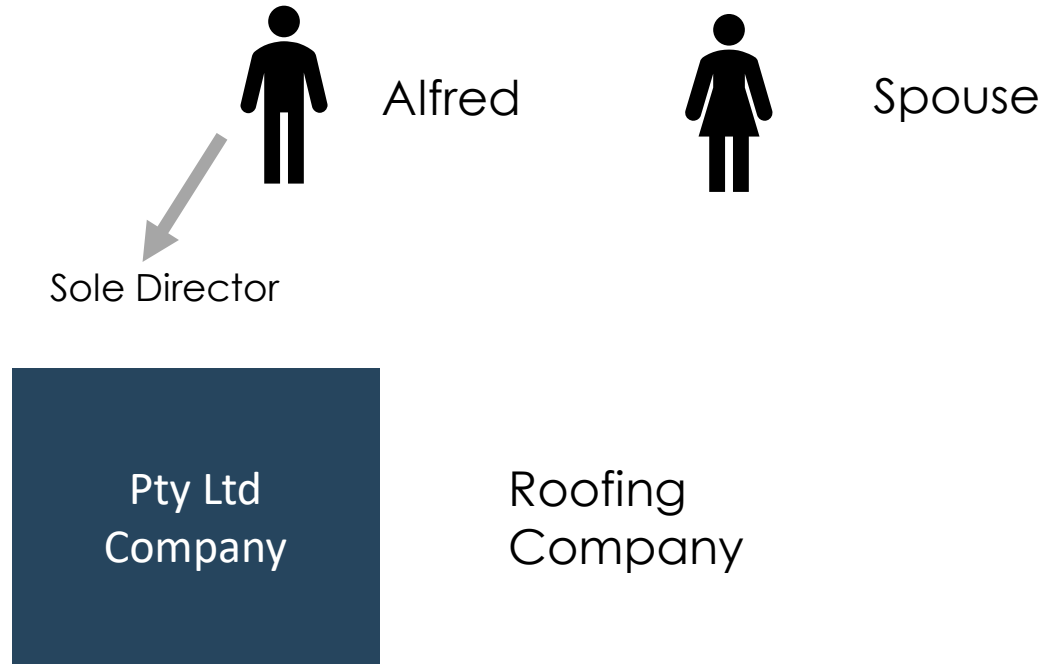 Alfred
Spouse
Sole Director
Pty Ltd
Company
Roofing
Company